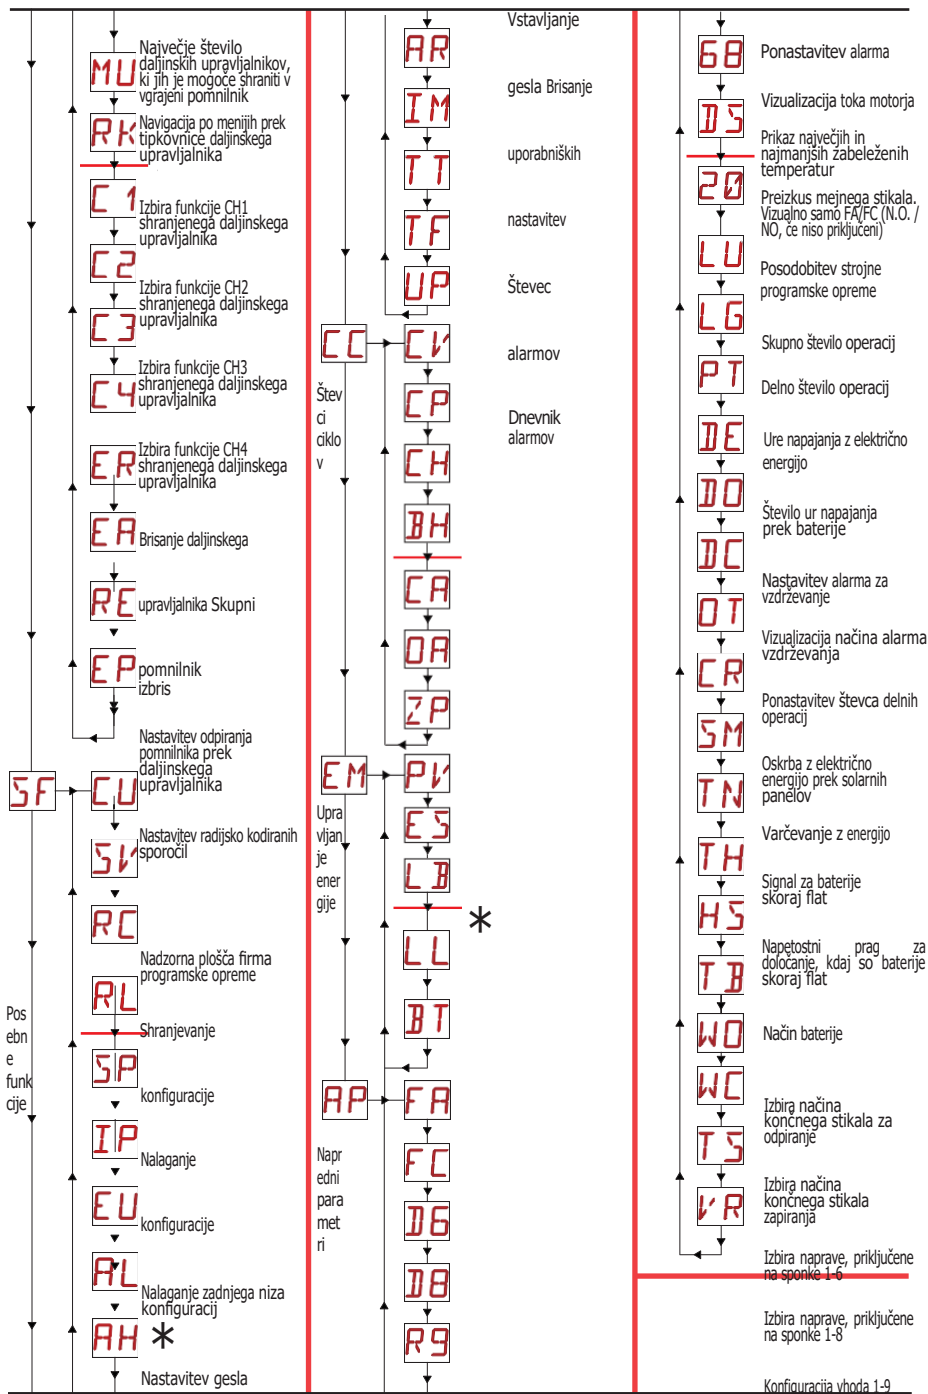 MU
Največje število
daljinskih upravljalnikov,
ki jih je mogoče shraniti v
vgrajeni pomnilnik
RK
Navigacija po menijih prek
tipkovnice daljinskega
upravljalnika
C1
Izbira funkcije CH1
shranjenega daljinskega
upravljalnika
C2
Izbira funkcije CH2
shranjenega daljinskega
upravljalnika
C3
Izbira funkcije CH3
shranjenega daljinskega
upravljalnika
C4
Izbira funkcije CH4
shranjenega daljinskega
upravljalnika
ER
EA
Brisanje daljinskega
RE
upravljalnika Skupni
EP
pomnilnik
izbris
Nastavitev odpiranja
pomnilnika prek
daljinskega
upravljalnika
SF
CU
Nastavitev radijsko kodiranih
sporočil
SV
RC
Nadzorna plošča firma
programske opreme
RL
Shranjevanje
Pos
ebn
e
funk
cije
SP
konfiguracije
IP
Nalaganje
EU
konfiguracije
AL
Nalaganje zadnjega niza
konfiguracij
AH *
Nastavitev gesla
AR
Vstavljanje
IM
gesla Brisanje
TT
uporabniških
TF
nastavitev
UP
Števec
CC
CV
alarmov
Štev
ci
ciklo
v
CP
Dnevnik
alarmov
CH
BH
CA
OA
ZP
EM
PV
Upra
vljan
je
ener
gije
ES
LB
*
LL
BT
AP
FA
Napr
edni
para
met
ri
FC
D6
D8
R9
68
Ponastavitev alarma
DS
Vizualizacija toka motorja
Prikaz največjih in
najmanjših zabeleženih
temperatur
20
Preizkus mejnega stikala.
Vizualno samo FA/FC (N.O. /
NO, če niso priključeni)
LU
Posodobitev strojne
programske opreme
LG
Skupno število operacij
PT
Delno število operacij
DE
Ure napajanja z električno
energijo
DO
Število ur napajanja
prek baterije
DC
Nastavitev alarma za
vzdrževanje
OT
Vizualizacija načina alarma
vzdrževanja
CR
Ponastavitev števca delnih
operacij
SM
Oskrba z električno
energijo prek solarnih
panelov
TN
Varčevanje z energijo
TH
Signal za baterije
skoraj flat
HS
Napetostni prag za
določanje, kdaj so baterije
skoraj flat
TB
WO
Način baterije
WC
Izbira načina
končnega stikala za
odpiranje
TS
Izbira načina
končnega stikala
zapiranja
VR
Izbira naprave, priključene
na sponke 1-6
Izbira naprave, priključene
na sponke 1-8
Konfiguracija vhoda 1-9